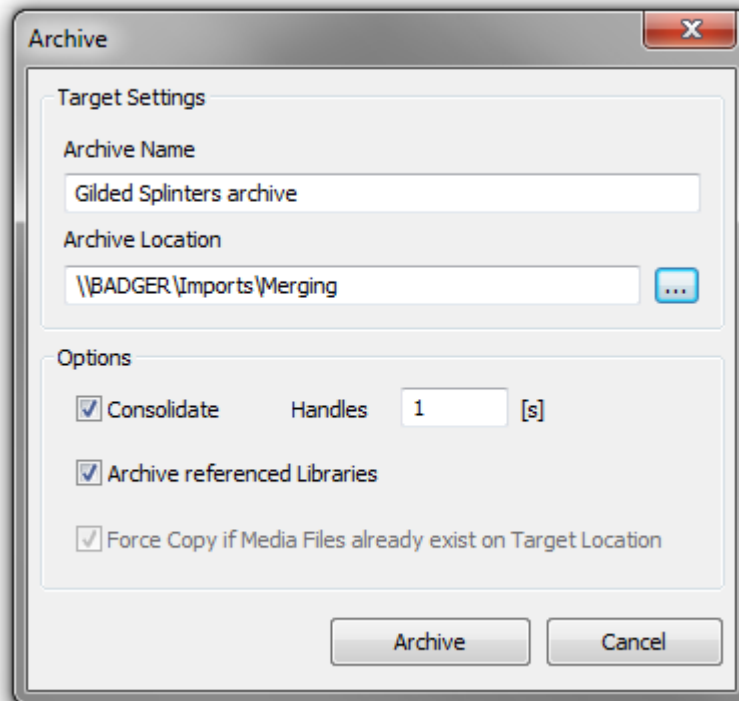 Archive
Target Settings
Archive Name
Gilded Splinters archive
Archive Location
\\BADGER\Imports\Merging
...
Options
Consolidate Handles 1 [s]
Archive referenced Libraries
Force Copy if Media Files already exist on Target Location
Archive Cancel